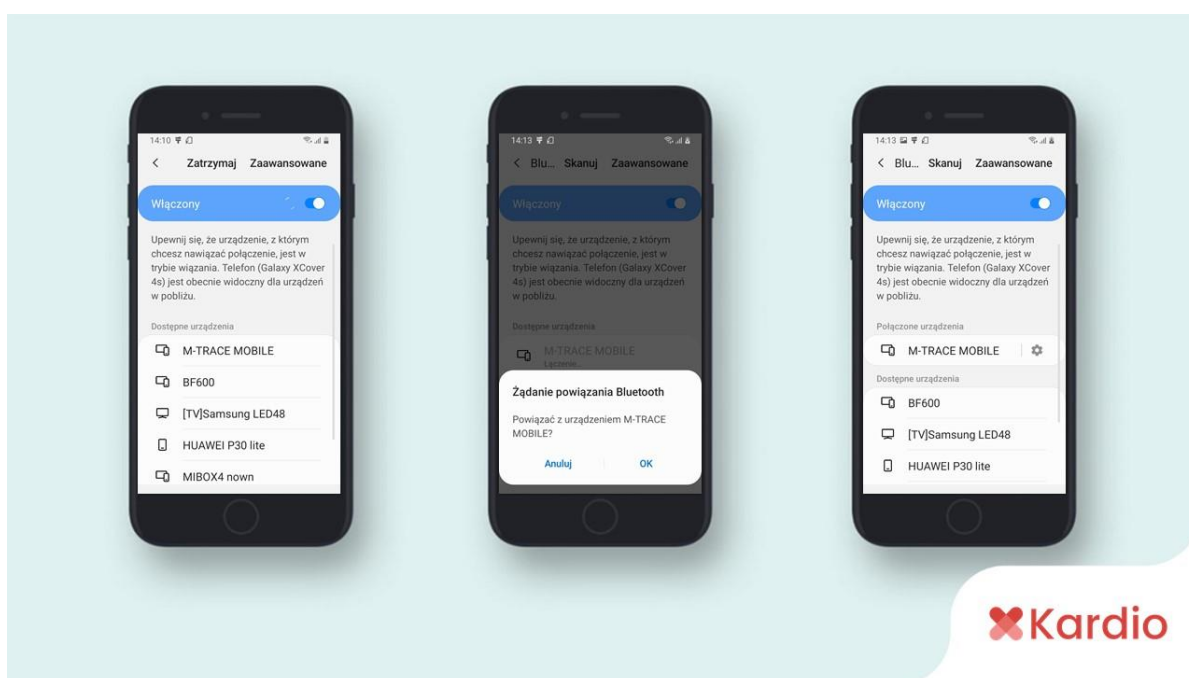 14:10
Zatrzymaj Zaawansowane
Włączony
Upewnij się, że urządzenie, z którym
chcesz nawiązać połączenie, jest w
trybie wiązania. Telefon (Galaxy XCover
4s) jest obecnie widoczny dla urządzeń
w pobliżu.
Dostępne urządzenia
M-TRACE MOBILE
BF600
[TV]Samsung LED48
HUAWEI P30 lite
MIBOX4 nown
14:13
Blu... Skanuj Zaawansowane
Włączony
Upewnij się, że urządzenie, z którym
chcesz nawiązać połączenie, jest w
trybie wiązania. Telefon (Galaxy XCover
4s) jest obecnie widoczny dla urządzeń
w pobliżu.
Dostępne urządzenia
M-TRACE MOBILE
Łączenie...
Żądanie powiązania Bluetooth
Powiązać z urządzeniem M-TRACE
MOBILE?
Anuluj OK
14:13
Blu... Skanuj Zaawansowane
Włączony
Upewnij się, że urządzenie, z którym
chcesz nawiązać połączenie, jest w
trybie wiązania. Telefon (Galaxy XCover
4s) jest obecnie widoczny dla urządzeń
w pobliżu.
Połączone urządzenia
M-TRACE MOBILE
Dostępne urządzenia
BF600
[TV]Samsung LED48
HUAWEI P30 lite
Kardio